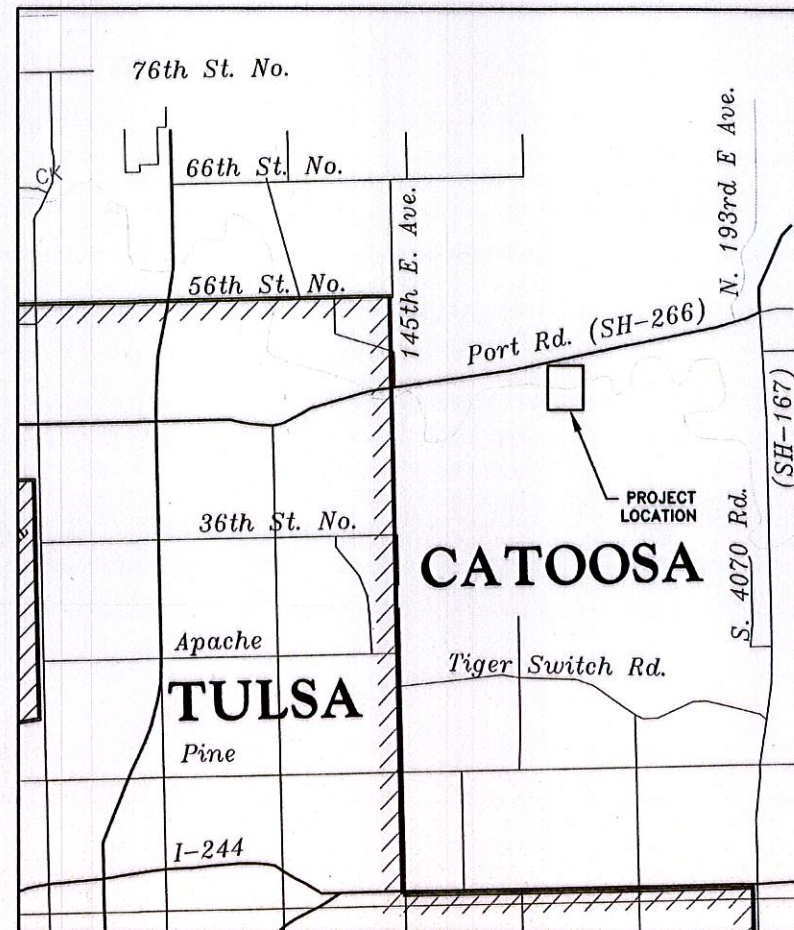 76th St. No.
CK
66th St. No.
N. 193rd E Ave.
145th E. Ave.
56th St. No.
Port Rd. (SH-266)
(SH-167)
PROJECT
LOCATION
36th St. No.
CATOOSA
S. 4070 Rd.
Apache
Tiger Switch Rd.
TULSA
Pine
I-244